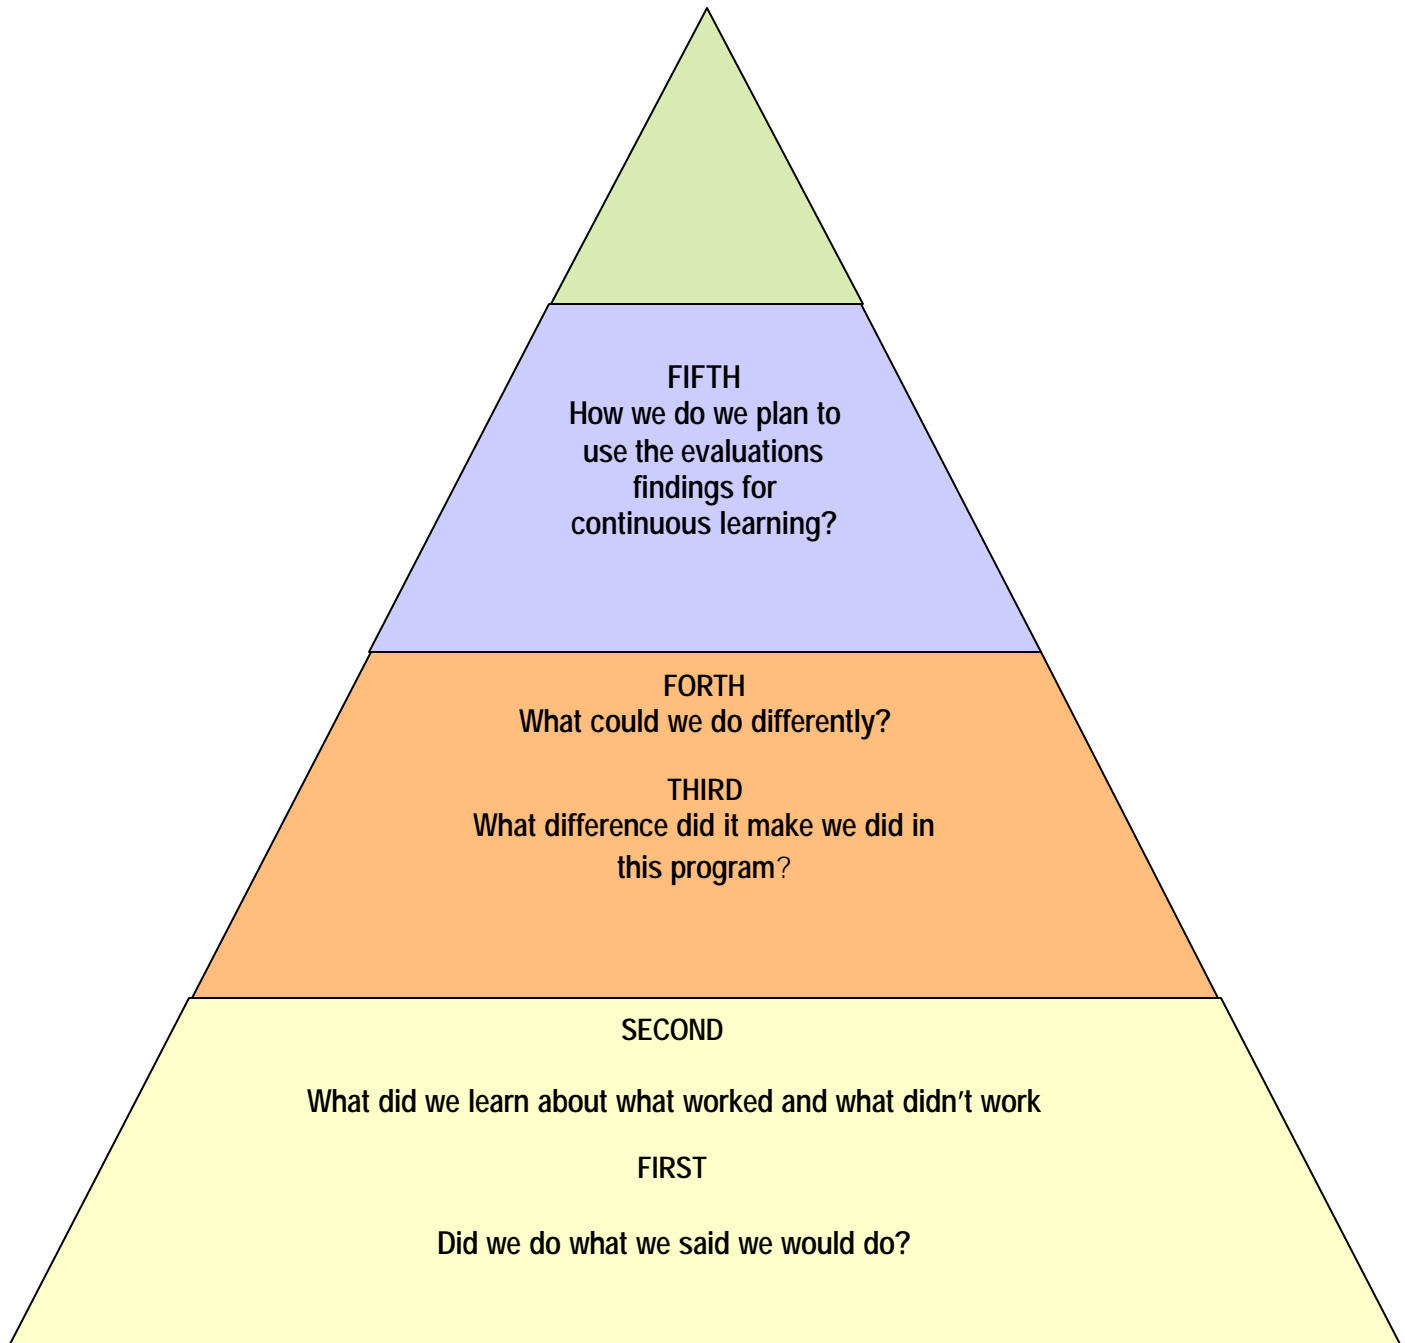 FIFTH
How we do we plan to
use the evaluations
findings for
continuous learning?
FORTH
What could we do differently?
THIRD
What difference did it make we did in
this program?
SECOND
What did we learn about what worked and what didn’t work
FIRST
Did we do what we said we would do?